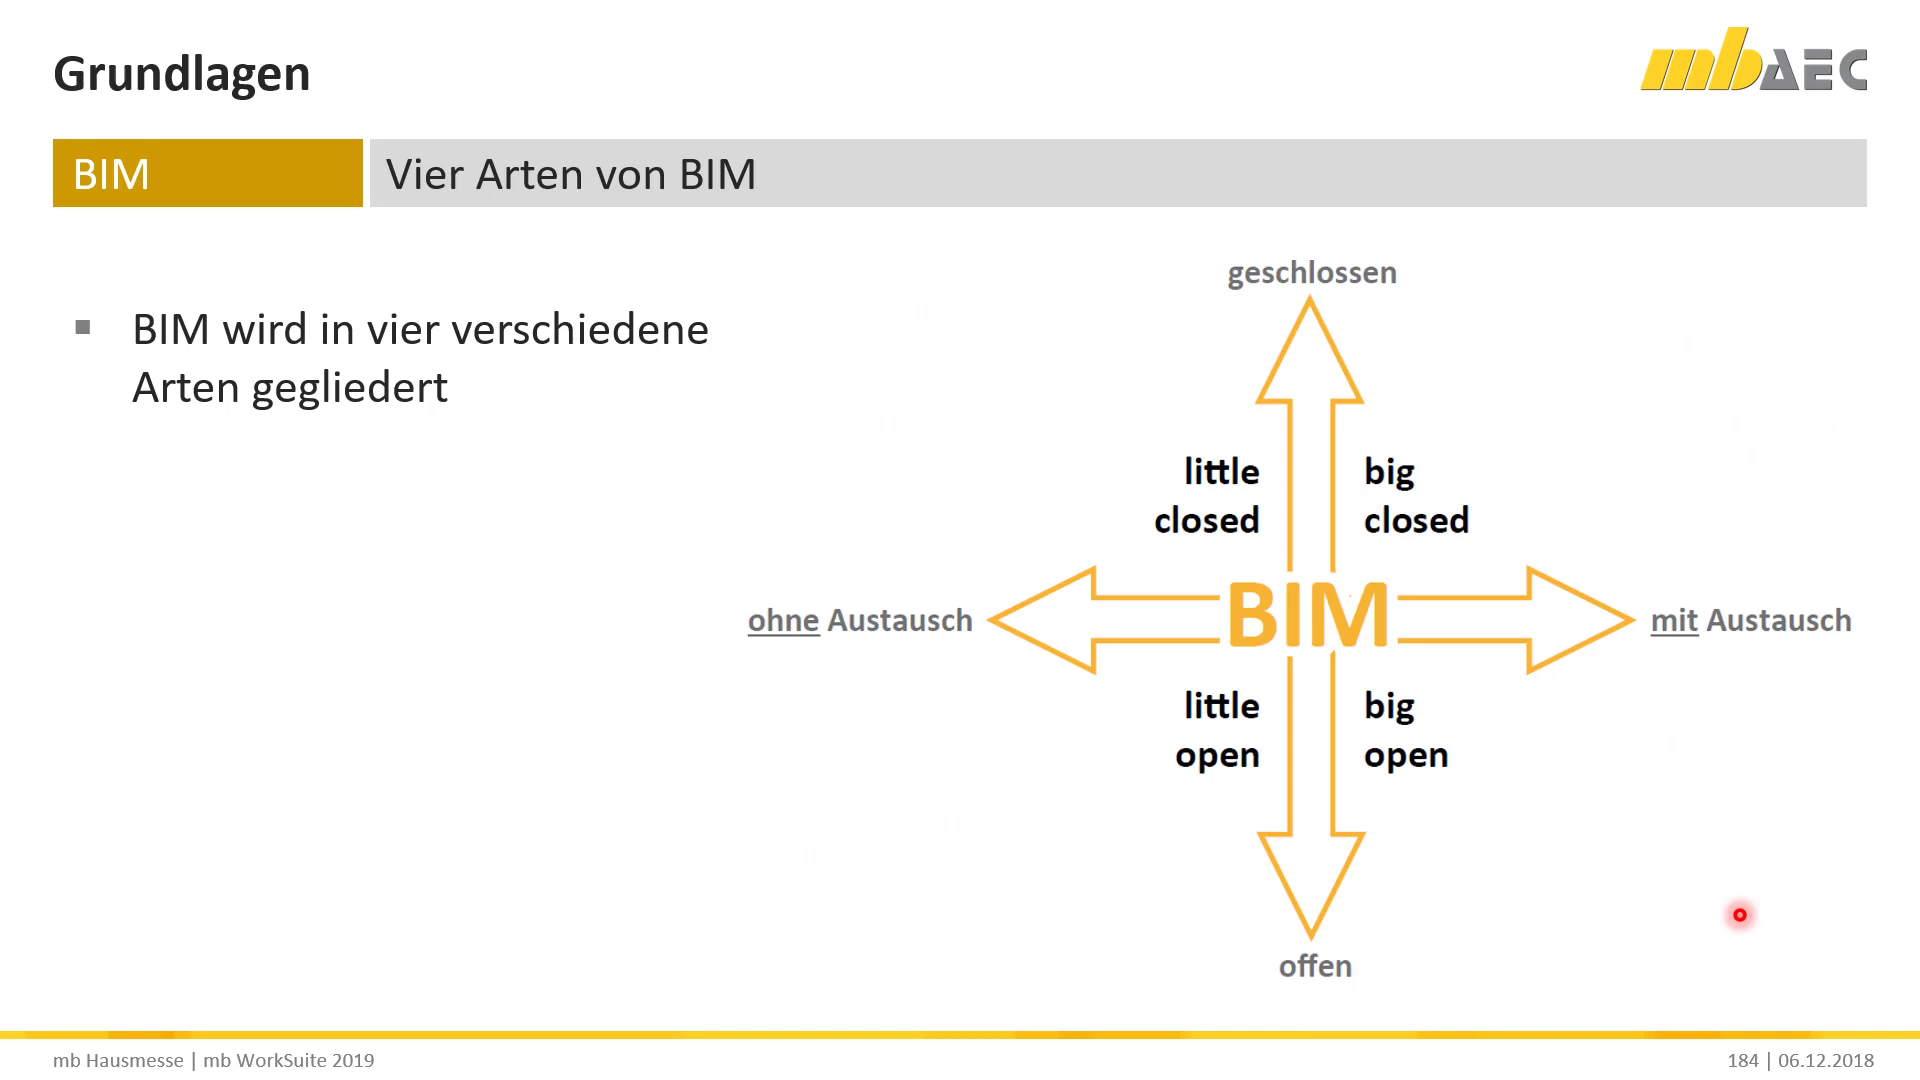 Grundlagen
mbAEC
BIM
Vier Arten von BIM
BIM wird in vier verschiedene
Arten gegliedert
geschlossen
little
closed
big
closed
ohne Austausch
BIM
mit Austausch
little
open
big
open
offen
mb Hausmesse | mb WorkSuite 2019
184 | 06.12.2018